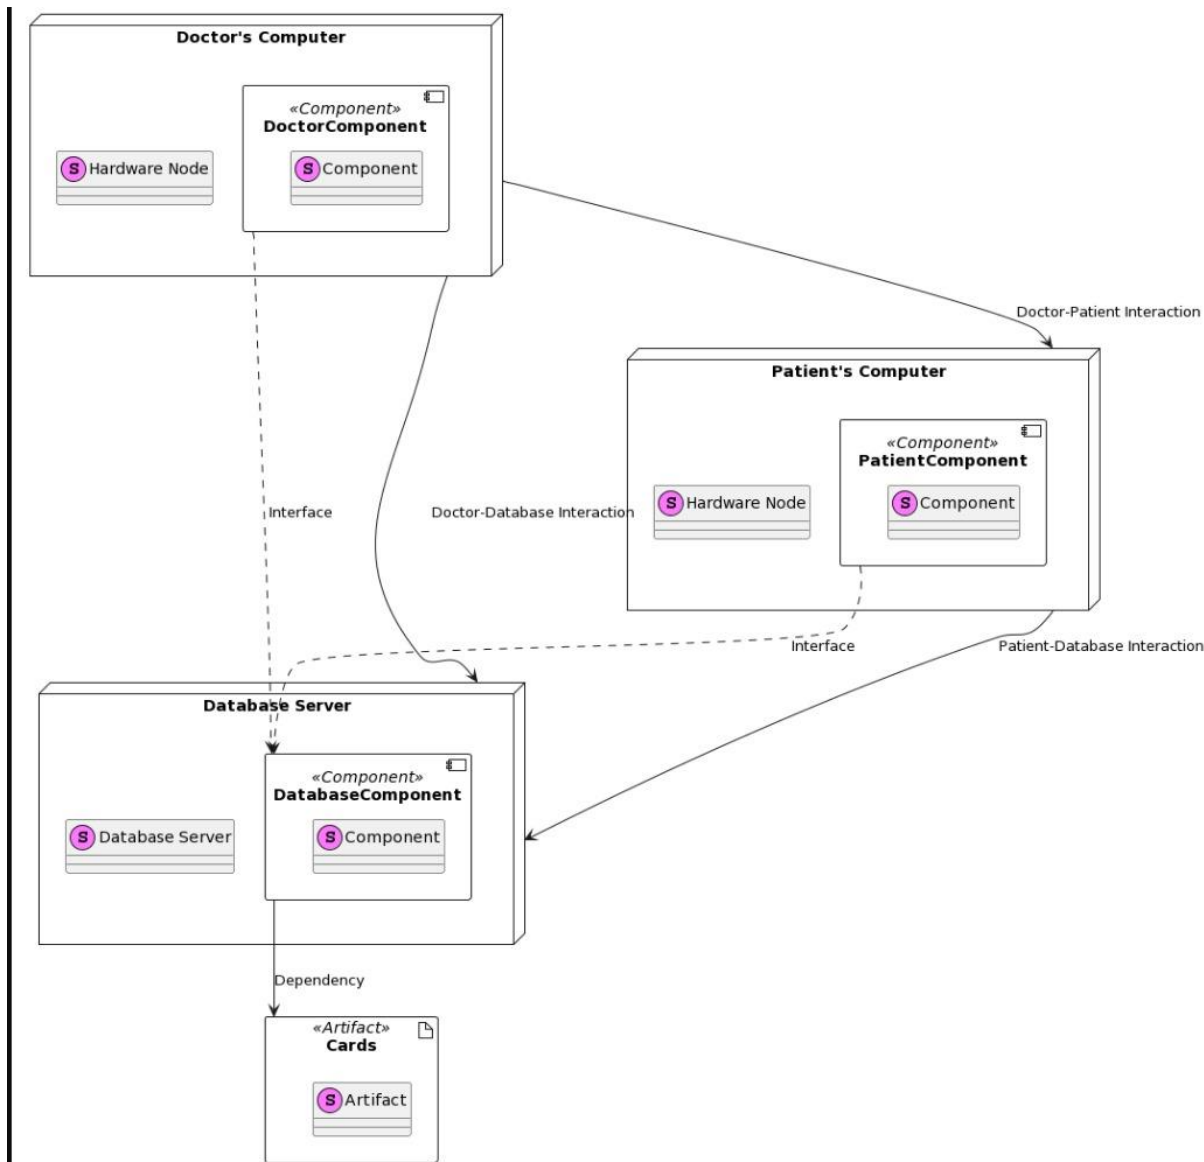 Doctor's Computer
«Component»
DoctorComponent
S Hardware Node
S Component
Doctor-Patient Interaction
Patient's Computer
«Component»
PatientComponent
S Hardware Node
S Component
Interface
Doctor-Database Interaction
Interface
Patient-Database Interaction
Database Server
«Component»
DatabaseComponent
S Database Server
S Component
Dependency
«Artifact»
Cards
S Artifact